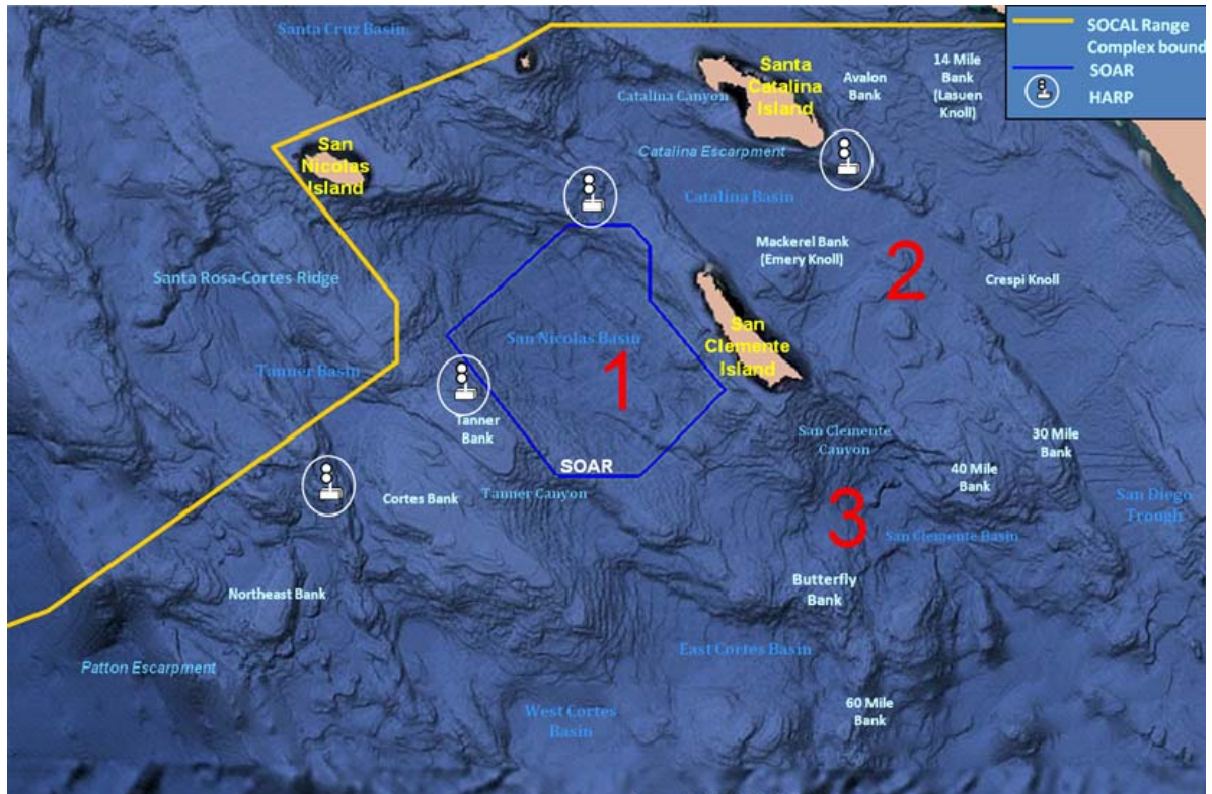 Santa Cruz Basin
SOCAL Range
Complex bound
SOAR
HARP
Santa
Catalina
Island
Avalon
Bank
14 Mile
Bank
(Lasuen
Knoll)
Catalina Canyon
San
Nicolas
Island
Catalina Escarpment
Catalina Basin
Mackerel Bank
(Emery Knoll)
2
Santa Rosa-Cortes Ridge
Crespi Knoll
San Nicolas Basin
San
Clemente
Island
1
Tanner Basin
Tanner
Bank
San Clemente
Canyon
30 Mile
Bank
SOAR
40 Mile
Bank
Cortes Bank
Tanner Canyon
San Diego
Trough
3
San Clemente Basin
Northeast Bank
Butterfly
Bank
East Cortes Basin
Patton Escarpment
West Cortes
Basin
60 Mile
Bank